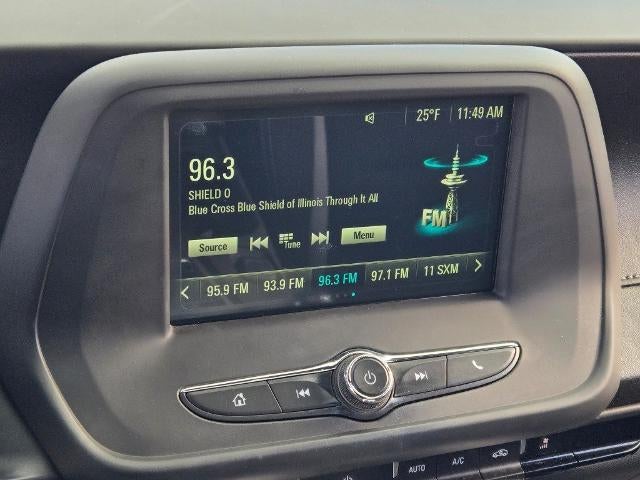 25°F 11:49 AM
96.3
SHIELD O
Blue Cross Blue Shield of Illinois Through It All
FM
Source Tune Menu
95.9 FM 93.9 FM 96.3 FM 97.1 FM 11 SXM
AUTO A/C